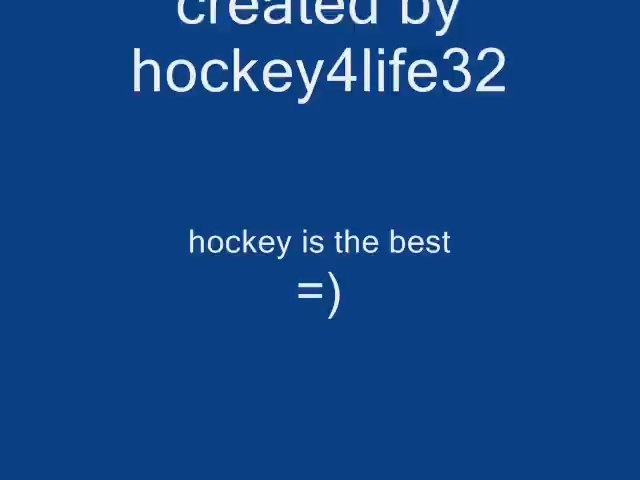 created by
hockey4life32
hockey is the best
=)